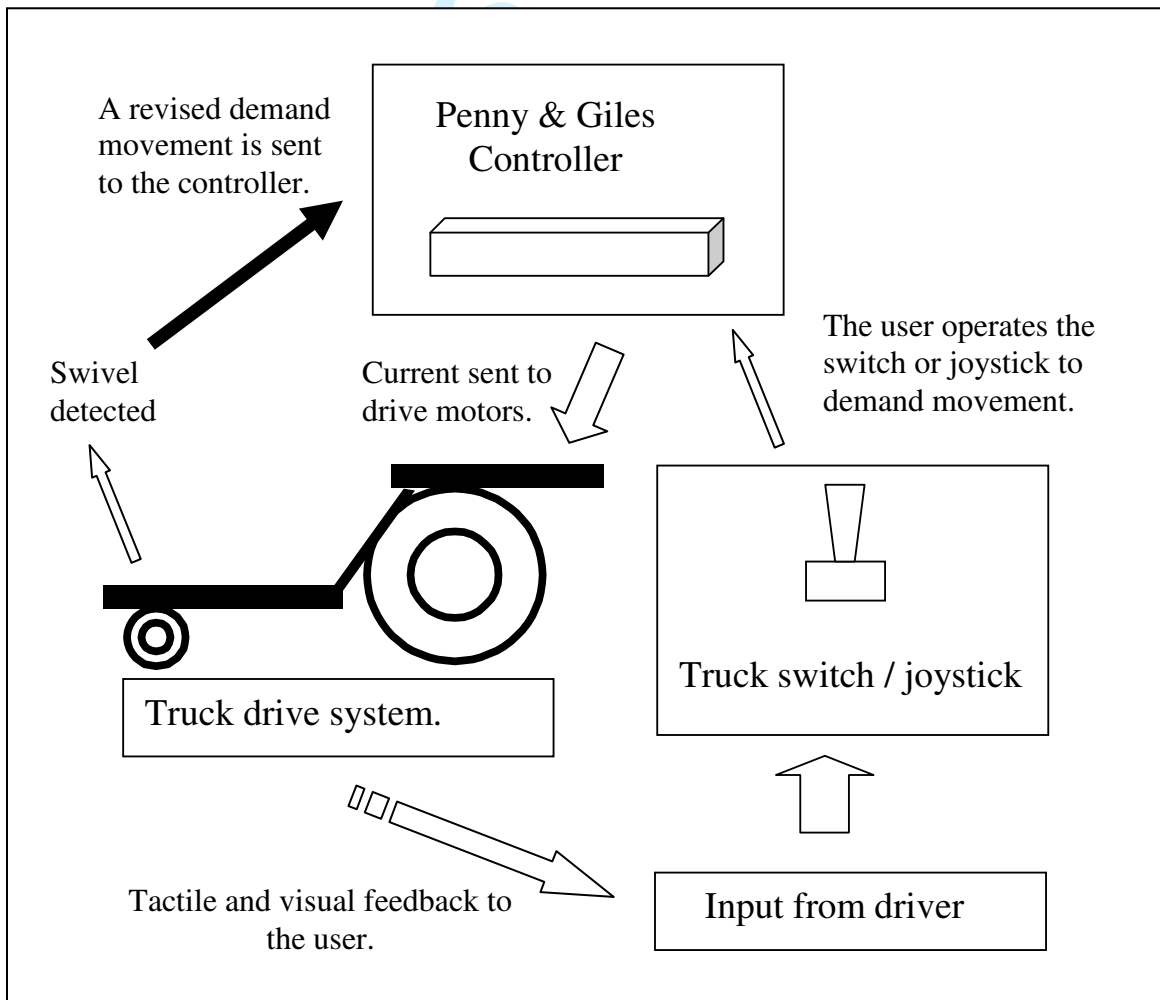 A revised demand
movement is sent
to the controller.
Penny & Giles
Controller
The user operates the
switch or joystick to
demand movement.
Swivel
detected
Current sent to
drive motors.
Truck switch / joystick
Truck drive system.
Tactile and visual feedback to
the user.
Input from driver